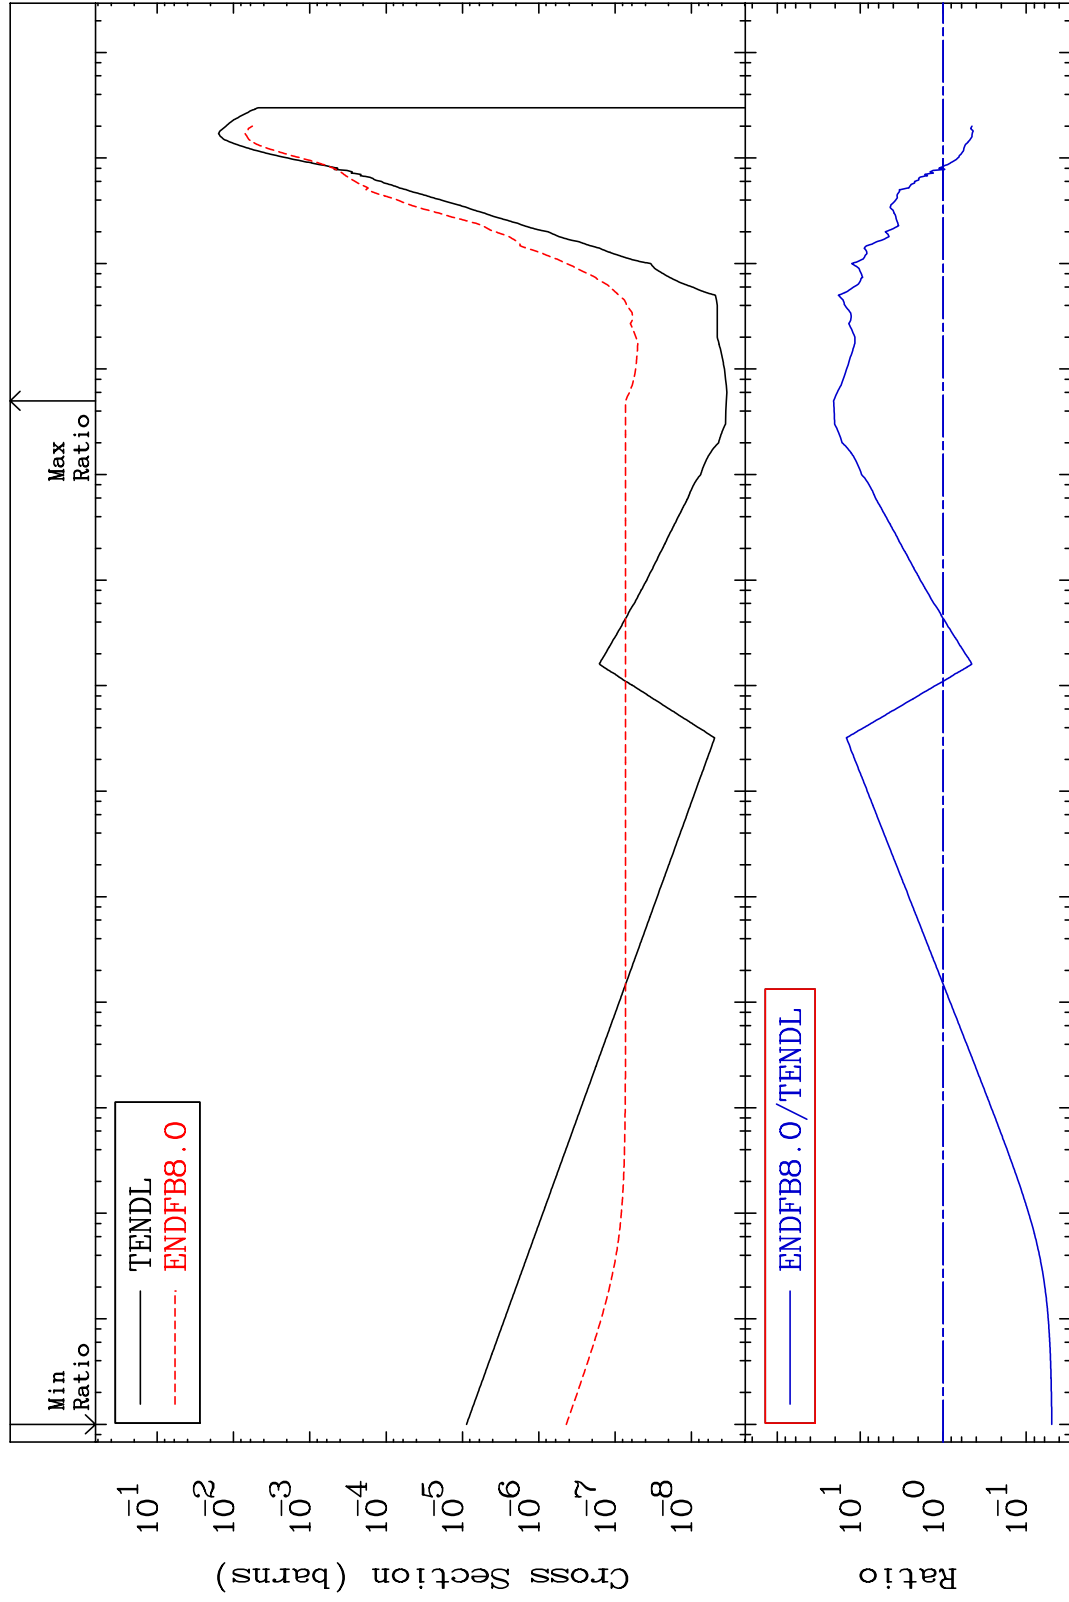 Min
Ratio
Max
Ratio
TENDL
ENDFB8.0
ENDFB8.0/TENDL
Cross Section (barns)
10-1
10-2
10-3
10-4
10-5
10-6
10-7
10-8
Ratio
10 1
10 0
10-1